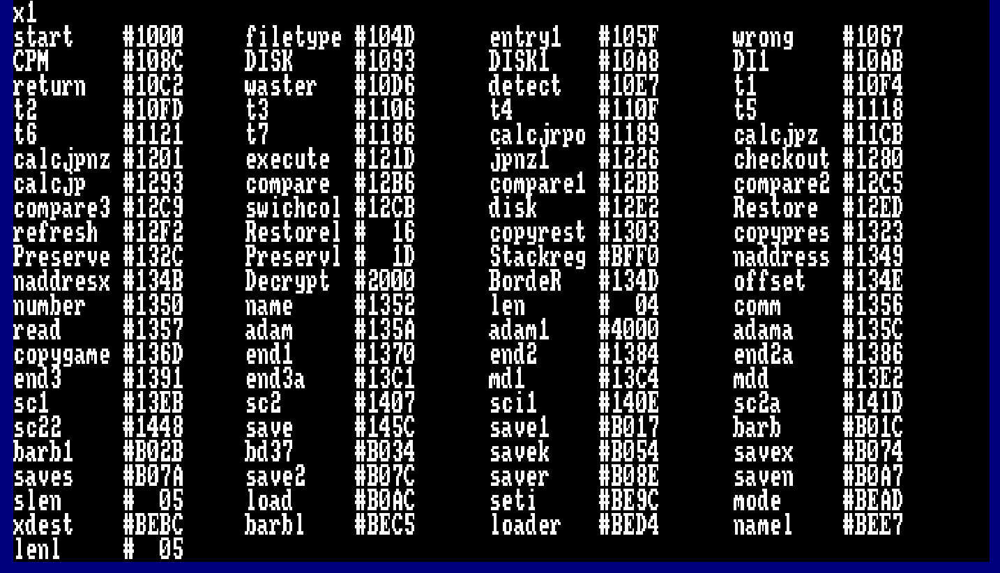 x1
start #1000 filetype #104D entry1 #105F wrong #1067
CPM #108C DISK #1093 DISK1 #10A8 DI1 #10AB
return #10C2 waster #10D6 detect #10E7 t1 #10F4
t2 #10FD t3 #1106 t4 #110F t5 #1118
t6 #1121 t7 #1186 calcjrpo #1189 calcjpz #11CB
calcjpnz #1201 execute #121D jpnz1 #1226 checkout #1280
calcjp #1293 compare #12B6 compare1 #12BB compare2 #12C5
compare3 #12C9 swichcol #12CB disk #12E2 Restore #12ED
refresh #12F2 Restorel # 16 copyrest #1303 copypres #1323
Preserve #132C Preservl # 1D Stackreg #BFF0 naddress #1349
naddresx #134B Decrypt #2000 BordeR #134D offset #134E
number #1350 name #1352 len # 04 comm #1356
read #1357 adam #135A adam1 #4000 adama #135C
copygame #136D end1 #1370 end2 #1384 end2a #1386
end3 #1391 end3a #13C1 md1 #13C4 mdd #13E2
sc1 #13EB sc2 #1407 sci1 #140E sc2a #141D
sc22 #1448 save #145C save1 #B017 barb #B01C
barb1 #B02B bd37 #B034 savek #B054 savex #B074
saves #B07A save2 #B07C saver #B08E saven #B0A7
slen # 05 load #B0AC seti #BE9C mode #BEAD
xdest #BEBC barbl #BEC5 loader #BED4 namel #BEE7
lenl # 05